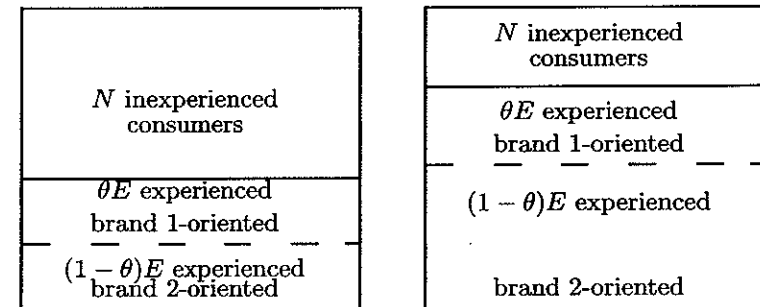 N inexperienced
consumers
θE experienced
brand 1-oriented
(1 − θ)E experienced
brand 2-oriented
N inexperienced
consumers
θE experienced
brand 1-oriented
(1 − θ)E experienced
brand 2-oriented